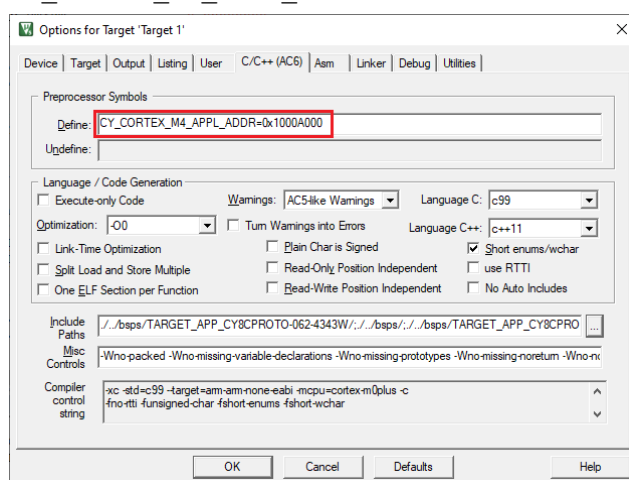 Options for Target 'Target 1'
Device Target Output Listing User C/C++ (AC6) Asm Linker Debug Utilities
Preprocessor Symbols
Define: CY_CORTEX_M4_APPL_ADDR=0x1000A000
Undefine:
Language / Code Generation
Execute-only Code Warnings: AC5-like Warnings Language C: c99
Optimization: -O0 Turn Warnings into Errors Language C++: c++11
Link-Time Optimization Plain Char is Signed Short enums/wchar
Split Load and Store Multiple Read-Only Position Independent use RTTI
One ELF Section per Function Read-Write Position Independent No Auto Includes
Include Paths ./../bsps/TARGET_APP_CY8CPROTO-062-4343W/;./../bsps/;./../bsps/TARGET_APP_CY8CPRO ...
Misc Controls -Wno-packed -Wno-missing-variable-declarations -Wno-missing-prototypes -Wno-missing-noreturn -Wno-nc
Compiler control string -xc -std=c99 --target=arm-arm-none-eabi -mcpu=cortex-m0plus -c
-fno-rtti -funsigned-char -fshort-enums -fshort-wchar
OK Cancel Defaults Help